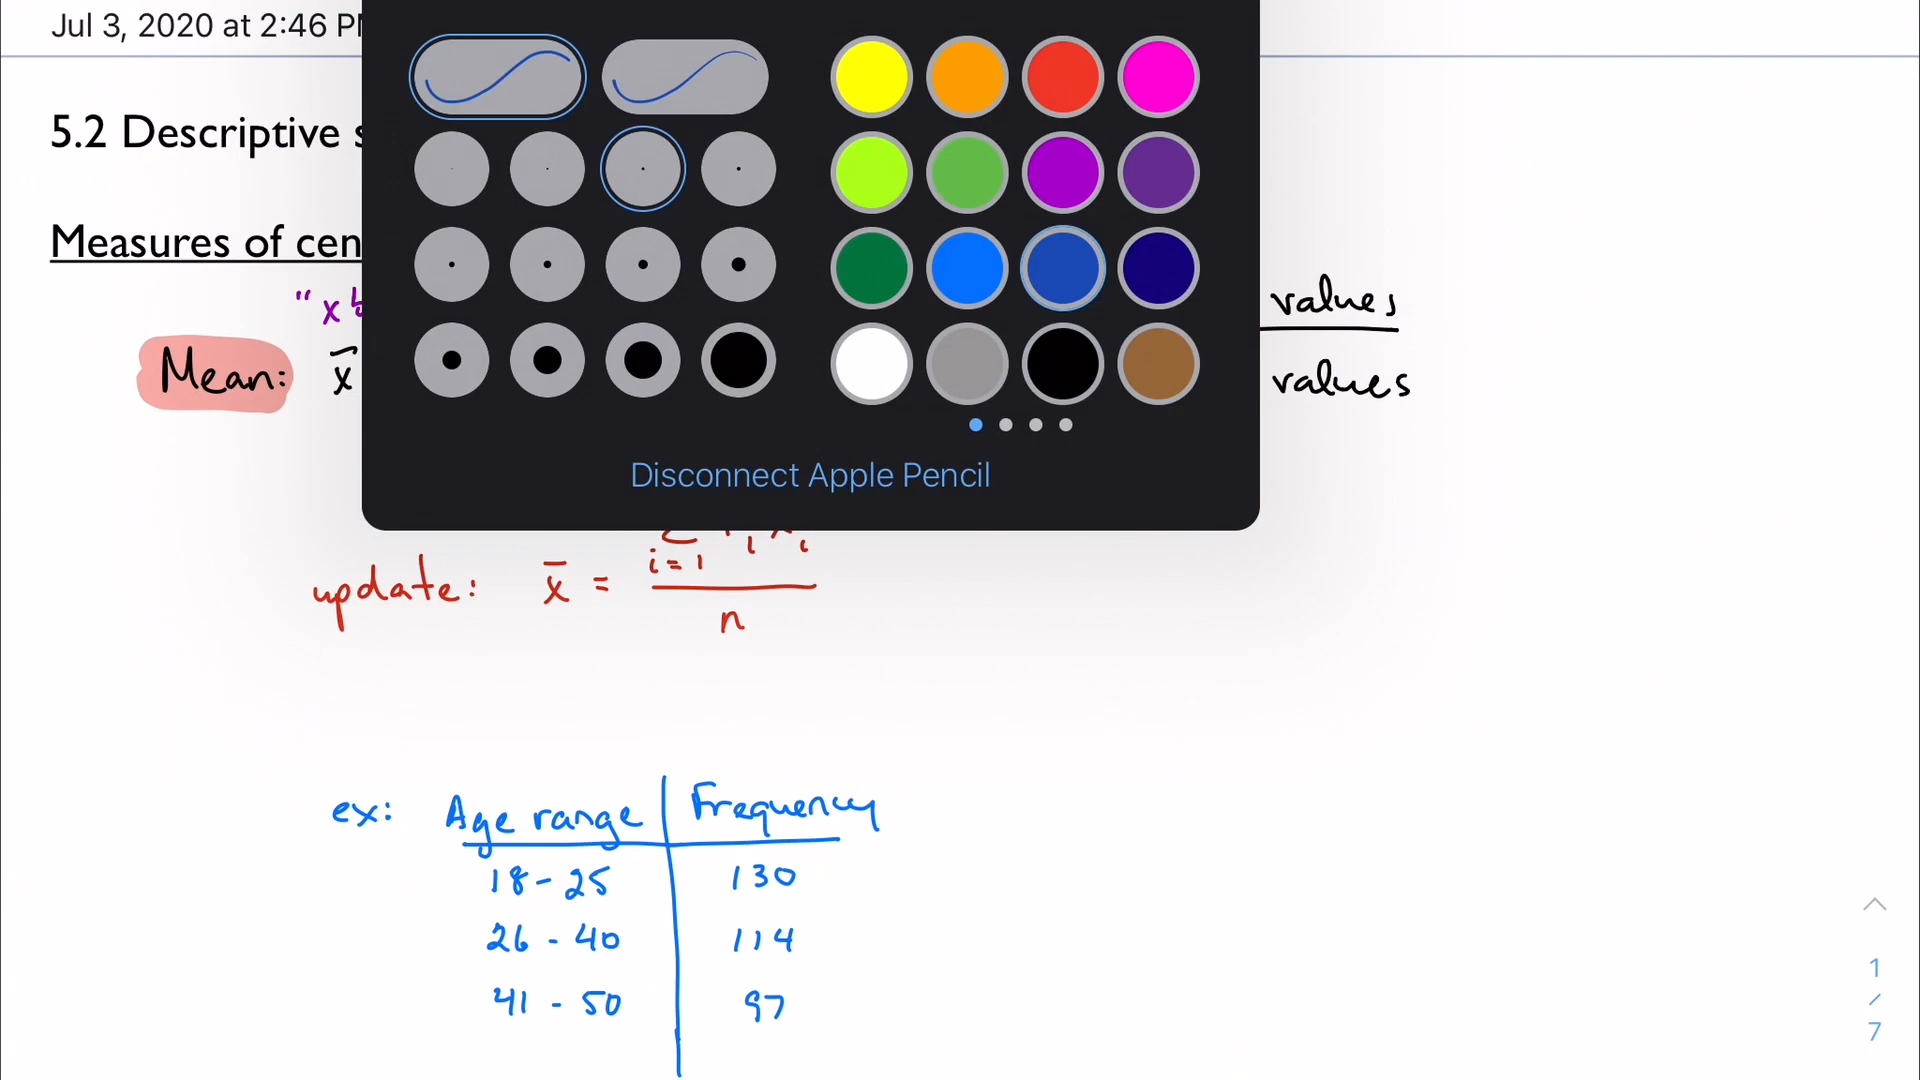 Jul 3, 2020 at 2:46
5.2 Descriptive
Measures of cen
" x
values
Mean: x̄
values
Disconnect Apple Pencil
i = 1
update: x̄ =
n
ex: Age range Frequency
18 - 25 130
26 - 40 114
41 - 50 97
1
/
7